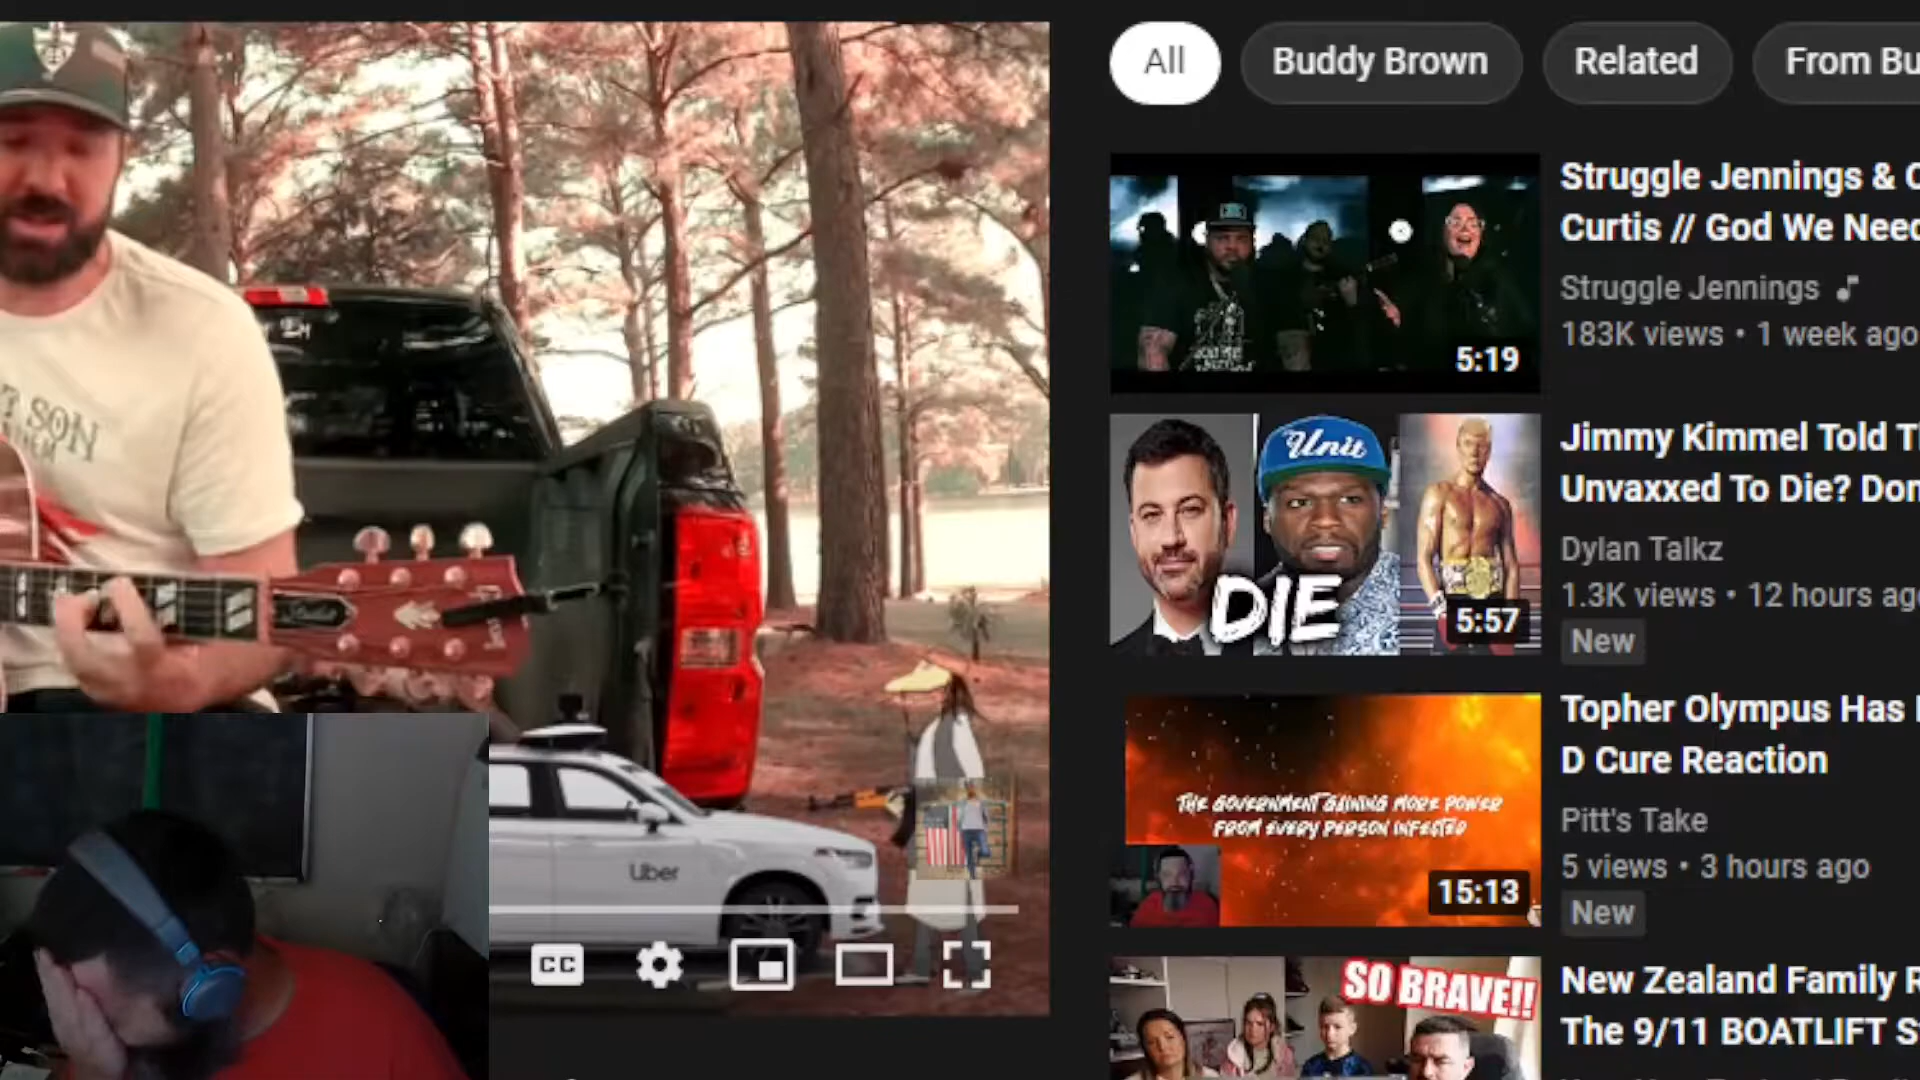 All
Buddy Brown
Related
From Bu
Struggle Jennings & C
Curtis // God We Need
Struggle Jennings
183K views • 1 week ago
5:19
Jimmy Kimmel Told T
Unvaxxed To Die? Don
Dylan Talkz
1.3K views • 12 hours ago
New
Unit
DIE
5:57
Topher Olympus Has
D Cure Reaction
Pitt's Take
5 views • 3 hours ago
New
THE GOVERNMENT GAINING MORE POWER
FROM EVERY PERSON INFESTED
15:13
New Zealand Family R
The 9/11 BOATLIFT S
SO BRAVE!!
SON
Uber
CC